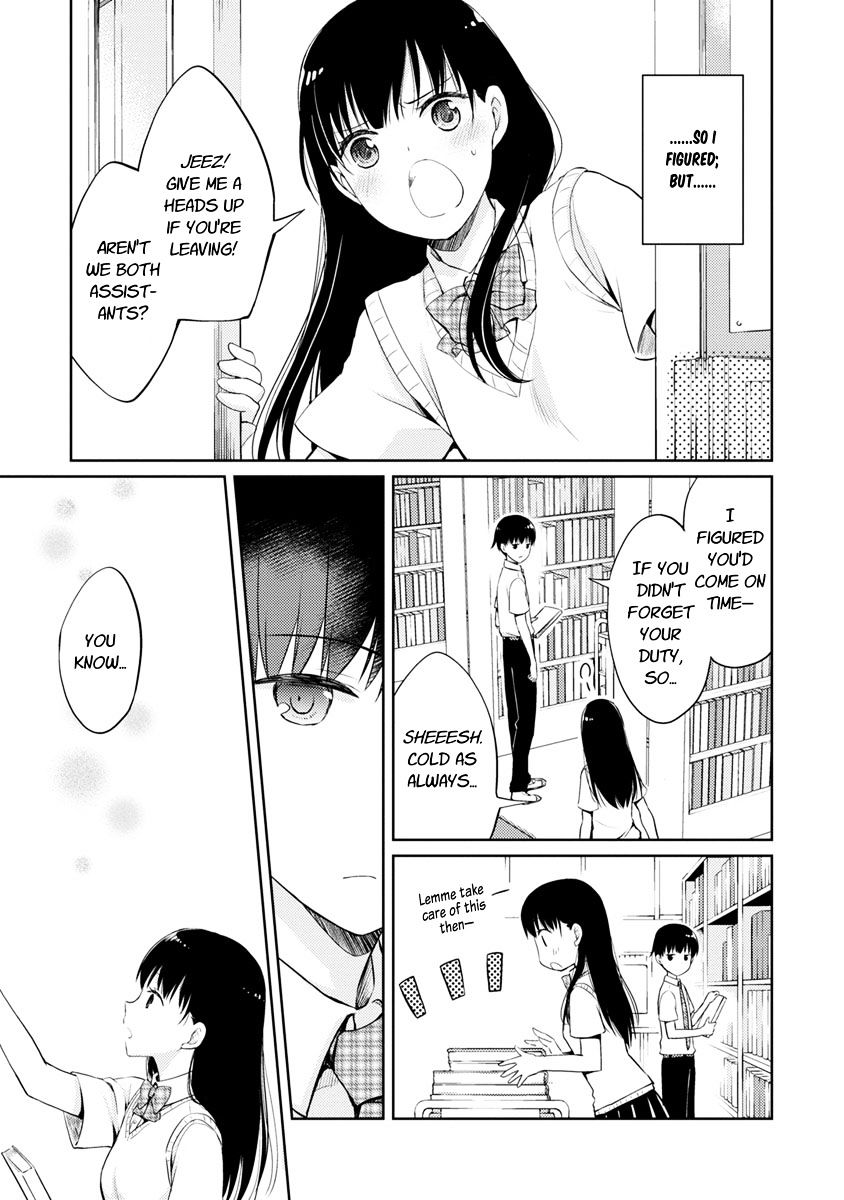 ......SO I
FIGURED;
BUT......
JEEZ!
GIVE ME A
HEADS UP
IF YOU'RE
LEAVING!
AREN'T
WE BOTH
ASSIST-
ANTS?
I
FIGURED
YOU'D
COME ON
TIME—
IF YOU
DIDN'T
FORGET
YOUR
DUTY,
SO...
SHEEESH.
COLD AS
ALWAYS...
Lemme take
care of this
then—
YOU
KNOW...